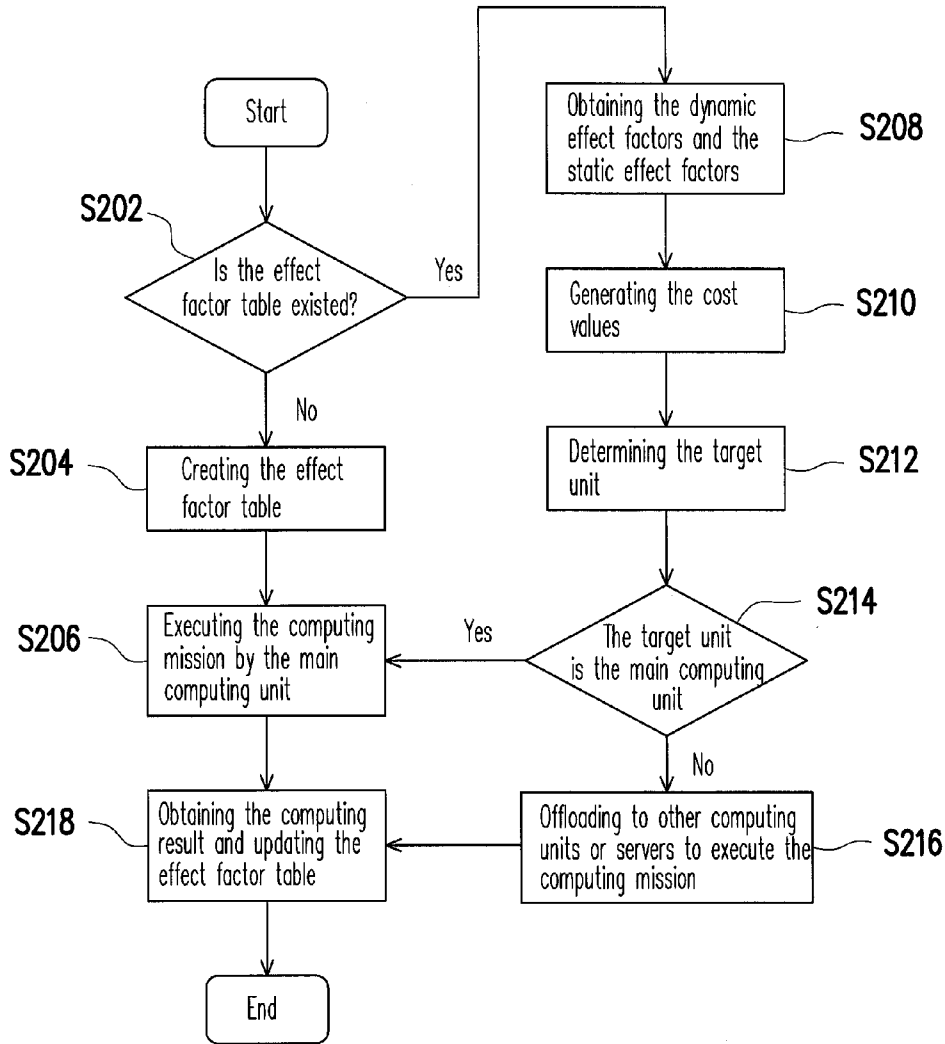 Start
S202
Is the effect
factor table existed?
Yes
No
S204
Creating the effect
factor table
S206
Executing the computing
mission by the main
computing unit
S218
Obtaining the computing
result and updating the
effect factor table
End
Obtaining the dynamic
effect factors and the
static effect factors
S208
Generating the cost
values
S210
Determining the target
unit
S212
S214
The target unit
is the main computing
unit
Yes
No
Offloading to other computing
units or servers to execute the
computing mission
S216